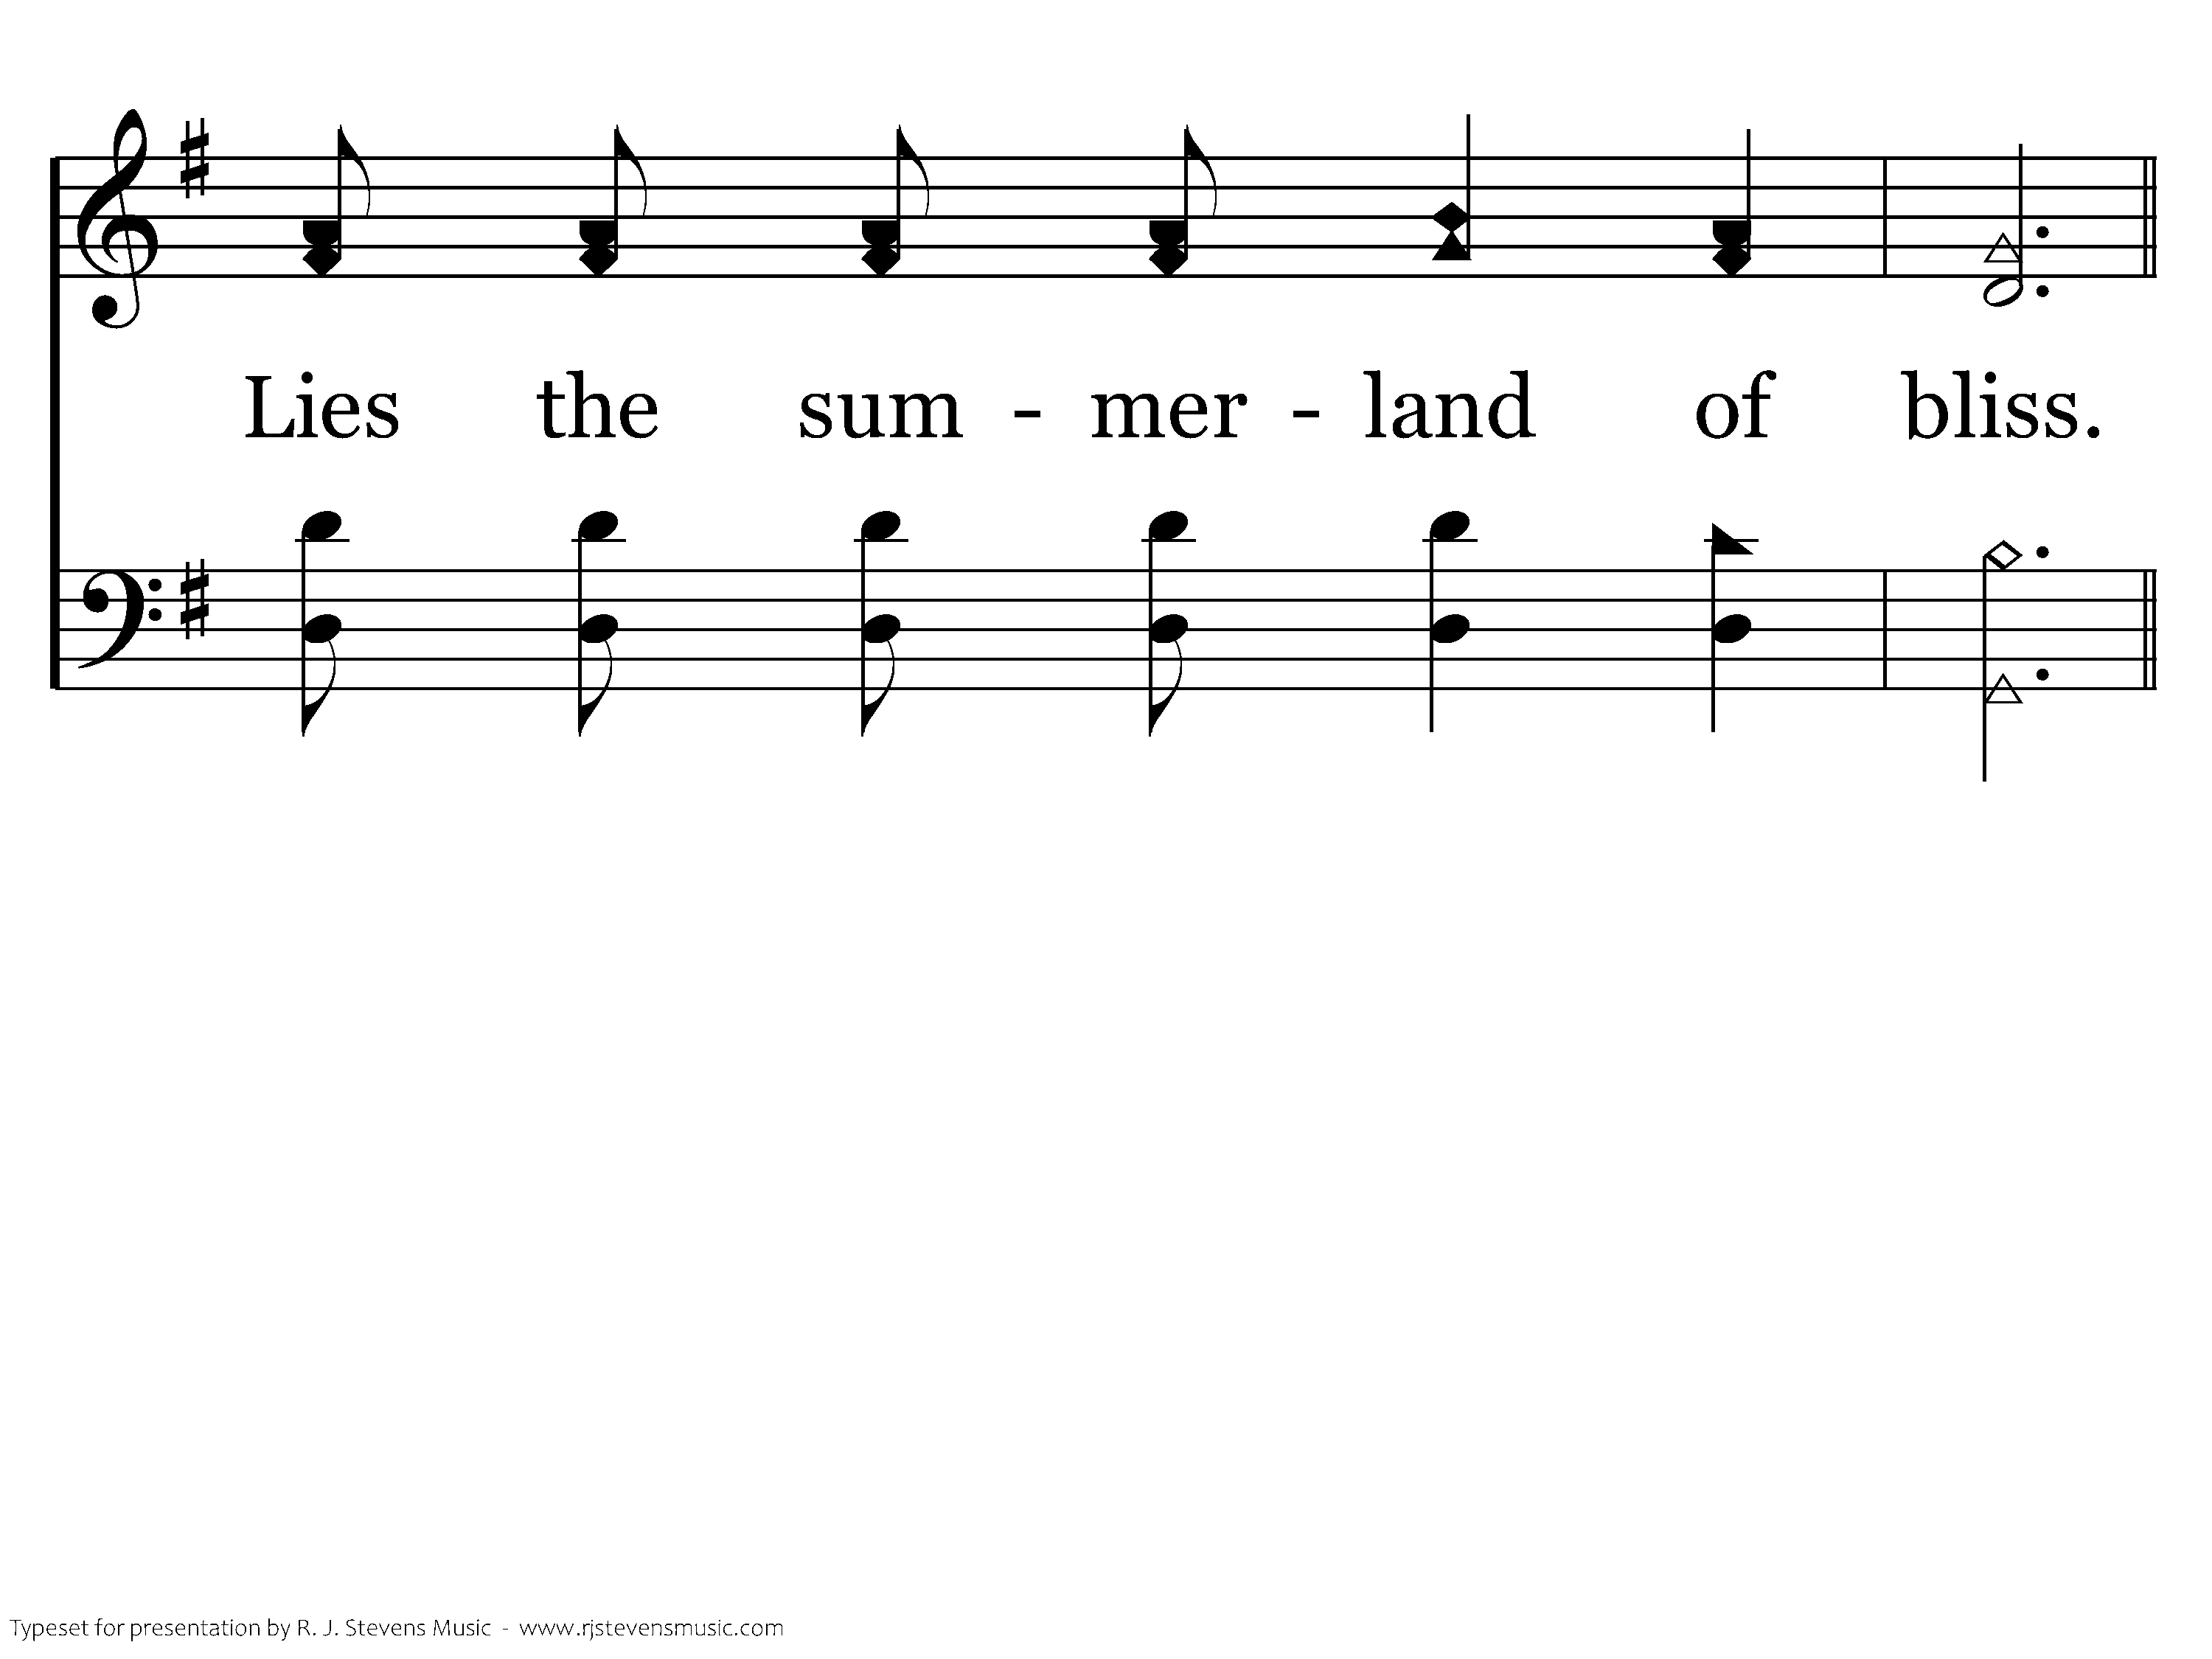 Lies the sum - mer - land of bliss.
Typeset for presentation by R. J. Stevens Music - www.rjstevensmusic.com